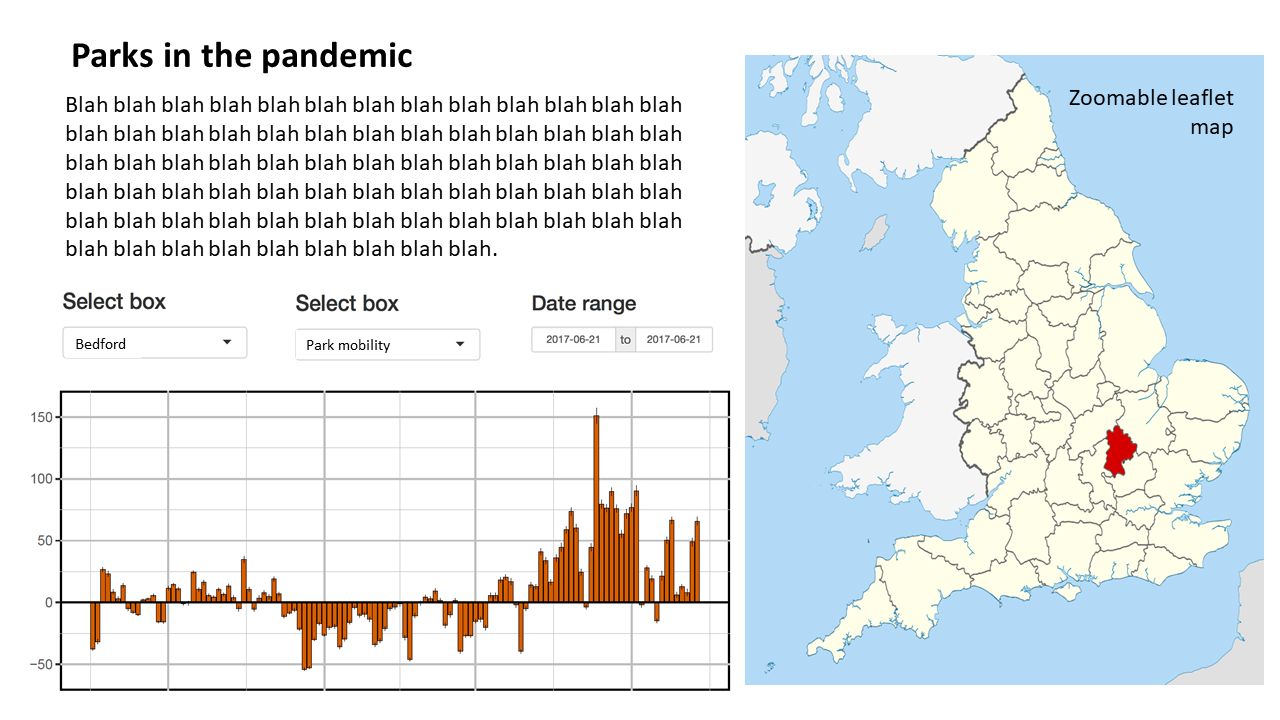 Parks in the pandemic
Blah blah blah blah blah blah blah blah blah blah blah blah blah
blah blah blah blah blah blah blah blah blah blah blah blah blah
blah blah blah blah blah blah blah blah blah blah blah blah blah
blah blah blah blah blah blah blah blah blah blah blah blah blah
blah blah blah blah blah blah blah blah blah blah blah blah blah
blah blah blah blah blah blah blah blah blah.
Select box
Select box
Date range
Bedford
Park mobility
2017-06-21 to 2017-06-21
150
100
50
0
−50
Zoomable leaflet
map